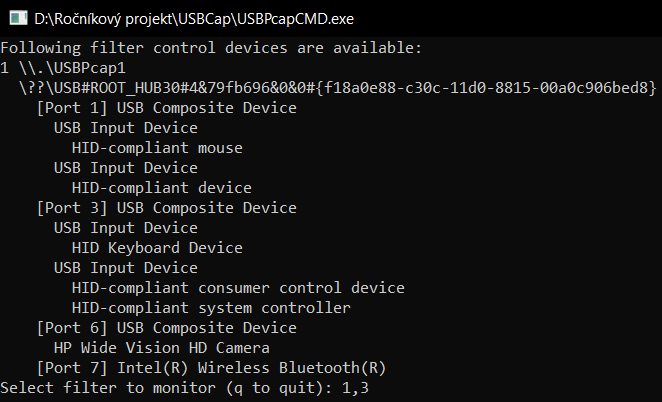 D:\Ročníkový projekt\USBCap\USBPcapCMD.exe
Following filter control devices are available:
1 \\.\USBPcap1
\??\USB#ROOT_HUB30#4&79fb696&0&0#{f18a0e88-c30c-11d0-8815-00a0c906bed8}
[Port 1] USB Composite Device
USB Input Device
HID-compliant mouse
USB Input Device
HID-compliant device
[Port 3] USB Composite Device
USB Input Device
HID Keyboard Device
USB Input Device
HID-compliant consumer control device
HID-compliant system controller
[Port 6] USB Composite Device
HP Wide Vision HD Camera
[Port 7] Intel(R) Wireless Bluetooth(R)
Select filter to monitor (q to quit): 1,3